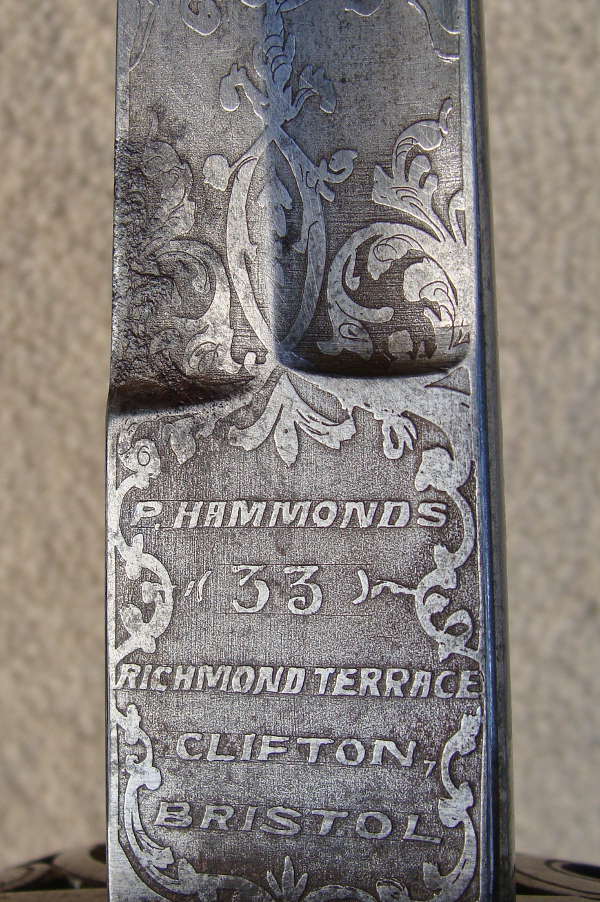 P. HAMMONDS
33
RICHMOND TERRACE
CLIFTON,
BRISTOL